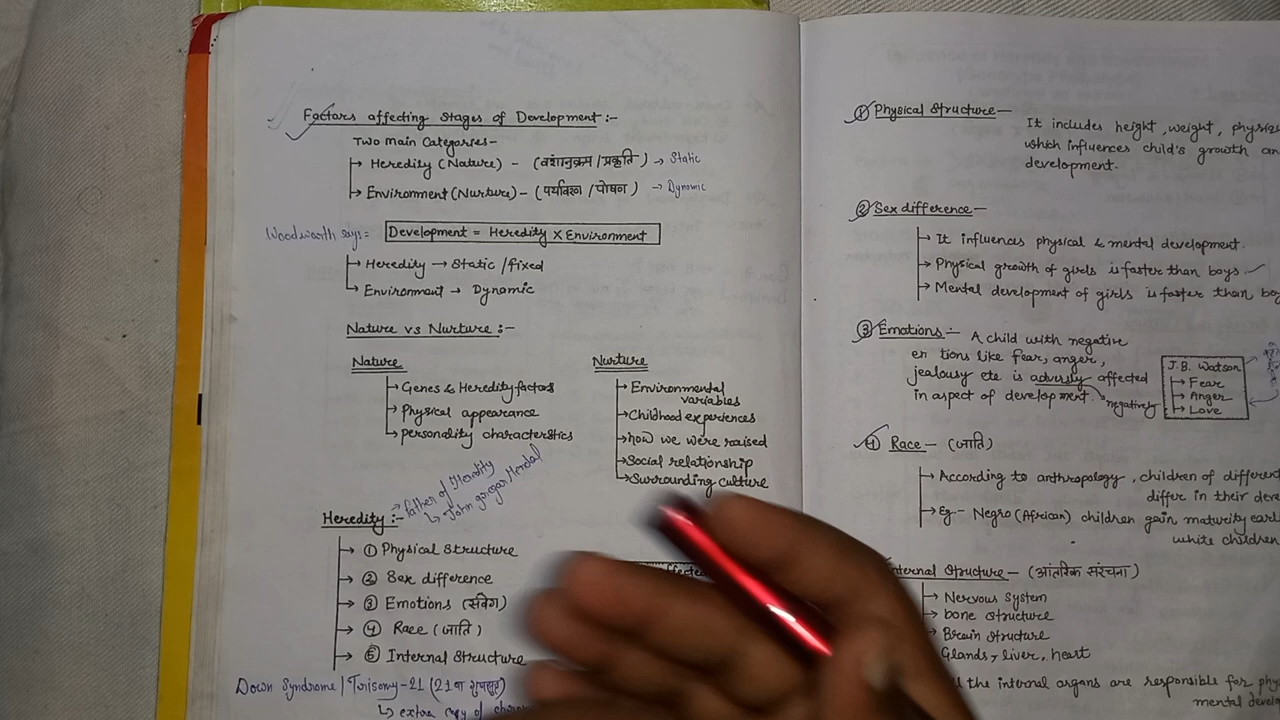 Factors affecting Stages of Development :-
Two Main Categories-
Heredity (Nature) - (वंशानुक्रम / प्रकृति) → Static
Environment (Nurture) - (पर्यावरण / पोषण) → Dynamic
Woodworth says = Development = Heredity X Environment
Heredity → Static / fixed
Environment → Dynamic
Nature vs Nurture :-
Nature
Genes & Heredity factors
Physical appearance
personality characterstics
Nurture
Environmental
variables
Childhood experiences
how we were raised
Social relationship
Surrounding culture
Heredity :- → father of Heredity
↳ John gregor Mendal
① Physical Structure
② Sex difference
③ Emotions (संवेग)
④ Race (जाति)
⑤ Internal Structure
Down Syndrome / Trisomy-21 (21वा गुणसूत्र)
↳ extra copy of
① Physical Structure —
It includes height, weight,
which influences child's growth
development.
② Sex difference —
It influences physical & mental development.
Physical growth of girls is faster than boys
Mental development of girls is faster than
③ Emotions :- A child with negative
tions like fear, anger,
jealousy etc is adversly affected
in aspect of development. negatively
J.B. Watson
Fear
Anger
Love
④ Race — (जाति)
According to anthropology, children of different
differ in their
Eg:- Negro (African) children gain maturity
white children
Internal Structure — (आंतरिक संरचना)
Nervous System
bone structure
Brain structure
Glands, liver, heart
the internal organs are responsible for
mental